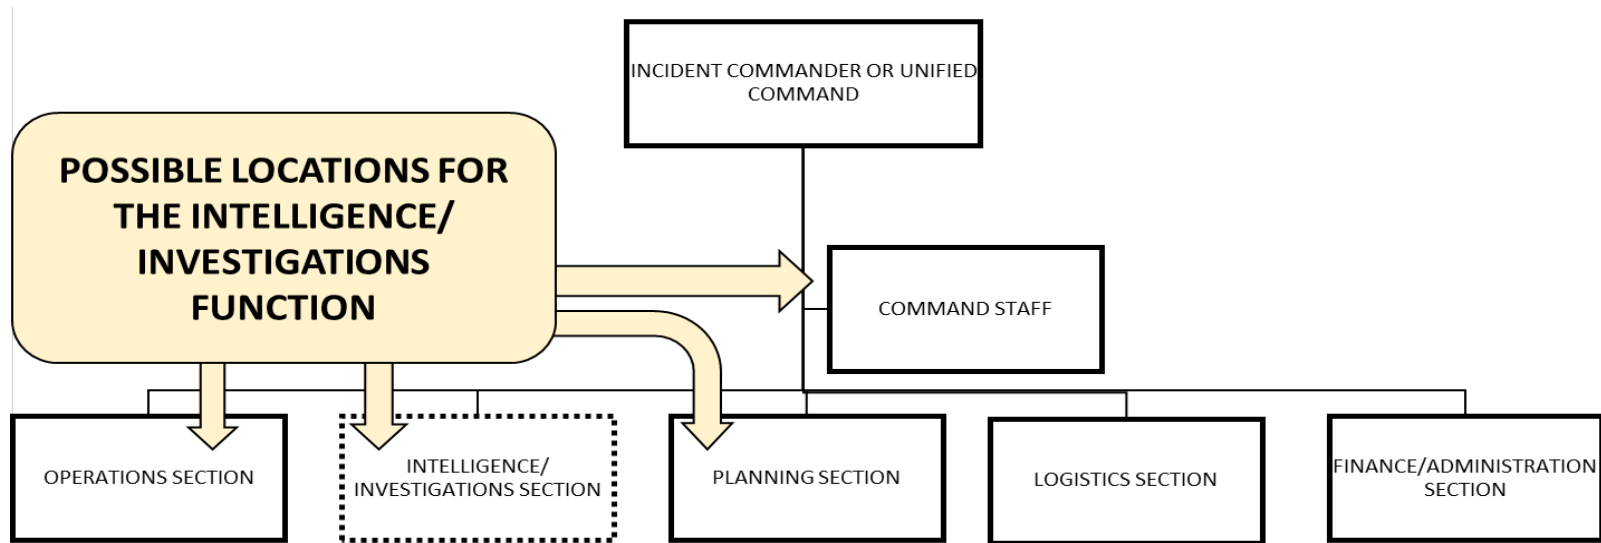 INCIDENT COMMANDER OR UNIFIED
COMMAND
POSSIBLE LOCATIONS FOR
THE INTELLIGENCE/
INVESTIGATIONS
FUNCTION
COMMAND STAFF
OPERATIONS SECTION
INTELLIGENCE/
INVESTIGATIONS SECTION
PLANNING SECTION
LOGISTICS SECTION
FINANCE/ADMINISTRATION
SECTION